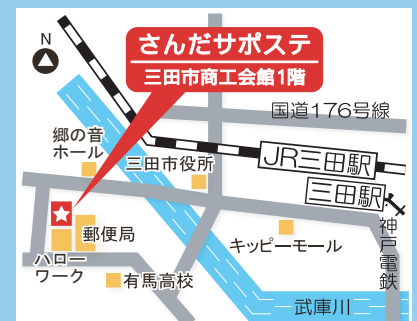 N
さんだサポステ
三田市商工会館1階
国道176号線
郷の音
ホール
三田市役所
JR三田駅
三田駅
神戸電鉄
郵便局
キッピーモール
ハロー
ワーク
有馬高校
武庫川